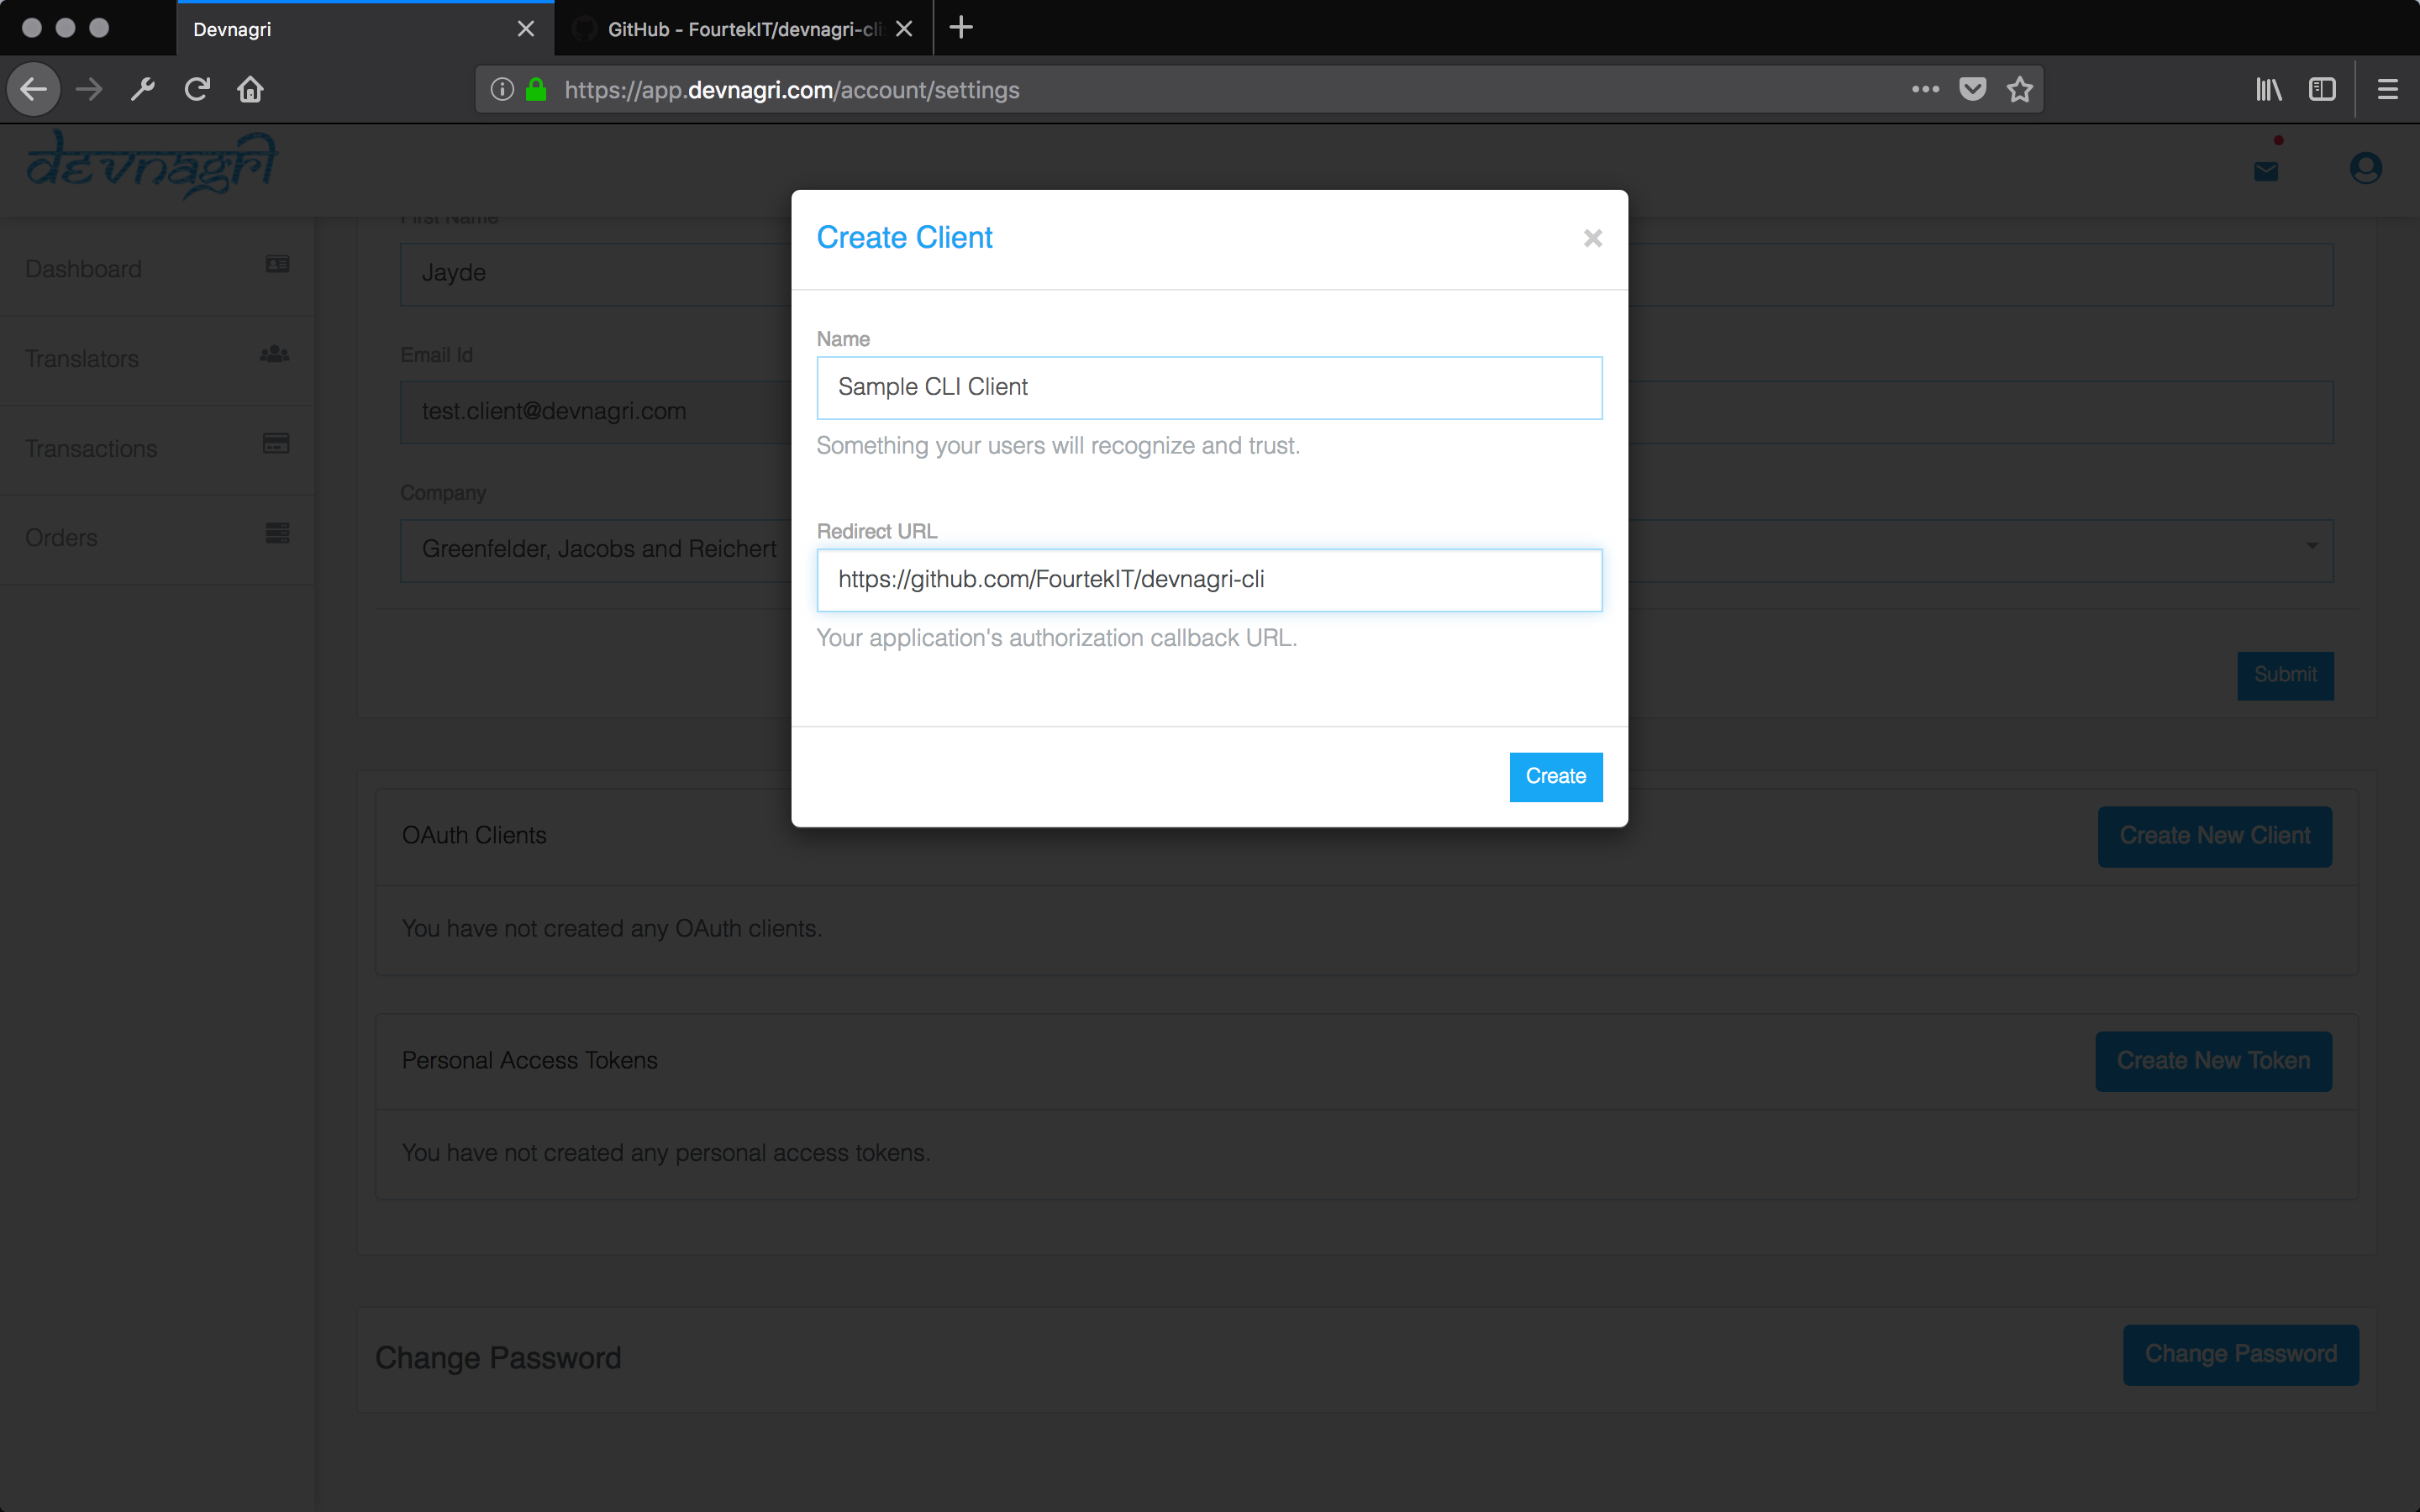 Devnagri
GitHub - FourtekIT/devnagri-cli
https://app.devnagri.com/account/settings
devnagri
Dashboard
Translators
Transactions
Orders
First Name
Jayde
Email Id
test.client@devnagri.com
Company
Greenfelder, Jacobs and Reichert
Submit
Create Client
×
Name
Sample CLI Client
Something your users will recognize and trust.
Redirect URL
https://github.com/FourtekIT/devnagri-cli
Your application's authorization callback URL.
Create
OAuth Clients
Create New Client
You have not created any OAuth clients.
Personal Access Tokens
Create New Token
You have not created any personal access tokens.
Change Password
Change Password